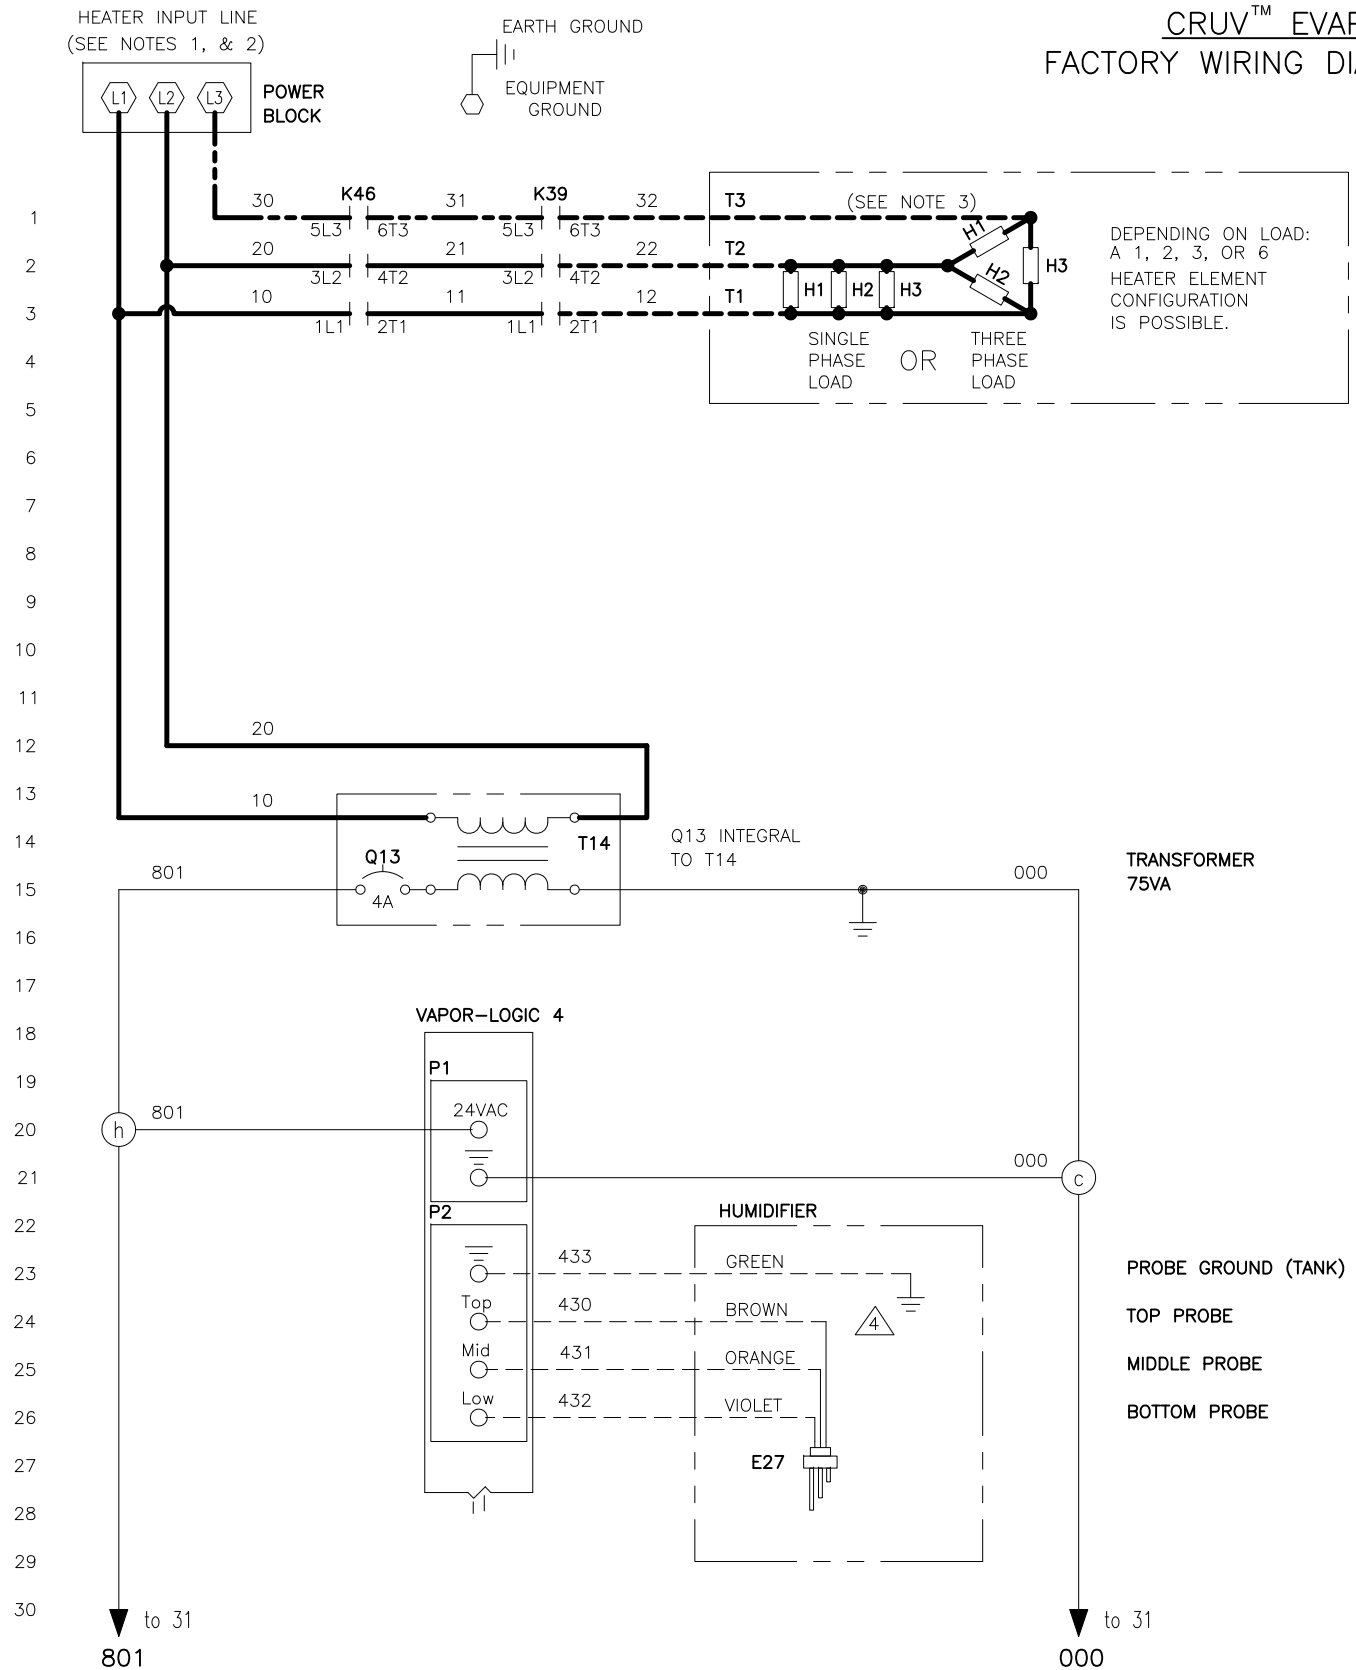 HEATER INPUT LINE
(SEE NOTES 1, & 2)
L1 L2 L3
POWER
BLOCK
EARTH GROUND
EQUIPMENT
GROUND
CRUV™ EVAP
FACTORY WIRING DIA
1
30 K46 31 K39 32 T3 (SEE NOTE 3)
5L3 6T3 5L3 6T3
2
20 21 22 T2
3L2 4T2 3L2 4T2
3
10 11 12 T1
1L1 2T1 1L1 2T1
H1 H2 H3
H1
H2
H3
SINGLE
PHASE
LOAD
OR
THREE
PHASE
LOAD
DEPENDING ON LOAD:
A 1, 2, 3, OR 6
HEATER ELEMENT
CONFIGURATION
IS POSSIBLE.
4
5
6
7
8
9
10
11
12
20
13
10
14
T14
Q13 INTEGRAL
TO T14
15
801
Q13
4A
000
TRANSFORMER
75VA
16
17
18
VAPOR-LOGIC 4
19
P1
20
h
801
24VAC
21
000
c
22
P2
HUMIDIFIER
23
433
GREEN
PROBE GROUND (TANK)
24
Top
430
BROWN
4
TOP PROBE
25
Mid
431
ORANGE
MIDDLE PROBE
26
Low
432
VIOLET
BOTTOM PROBE
27
E27
28
29
30
to 31
801
to 31
000